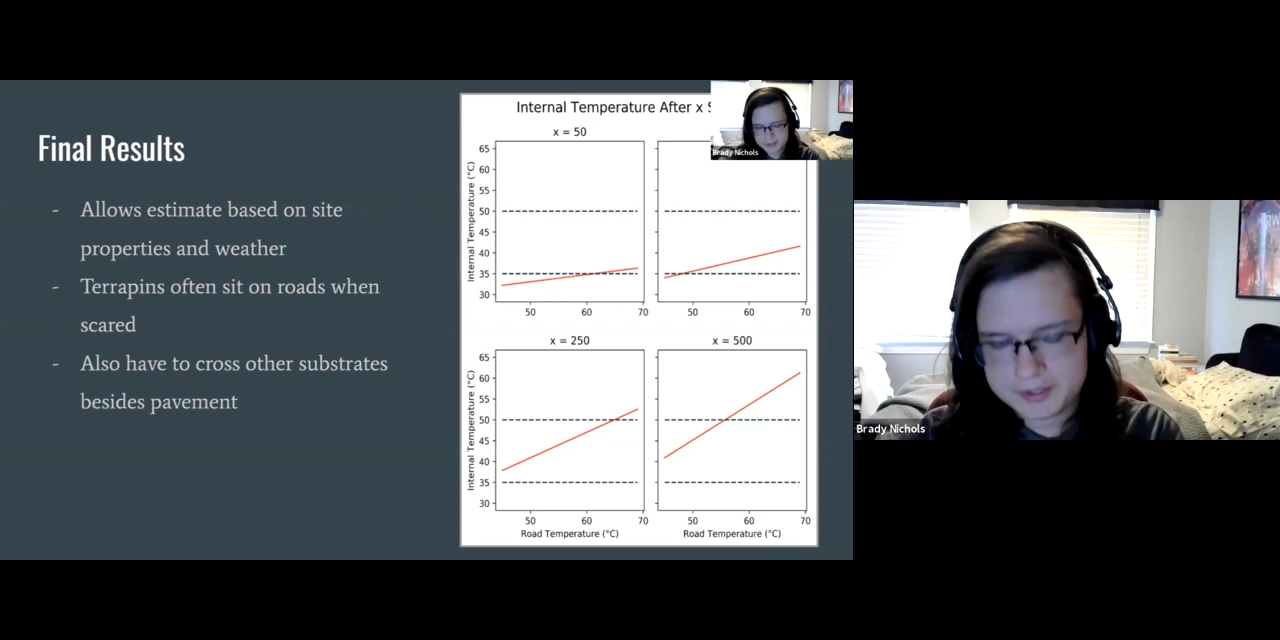 Final Results
- Allows estimate based on site
properties and weather
- Terrapins often sit on roads when
scared
- Also have to cross other substrates
besides pavement
Internal Temperature After x
x = 50
65
60
55
50
45
40
35
30
Internal Temperature (°C)
50 60 70
50 60 70
x = 250
x = 500
65
60
55
50
45
40
35
30
Internal Temperature (°C)
50 60 70
50 60 70
Road Temperature (°C)
Road Temperature (°C)
Brady Nichols
Brady Nichols